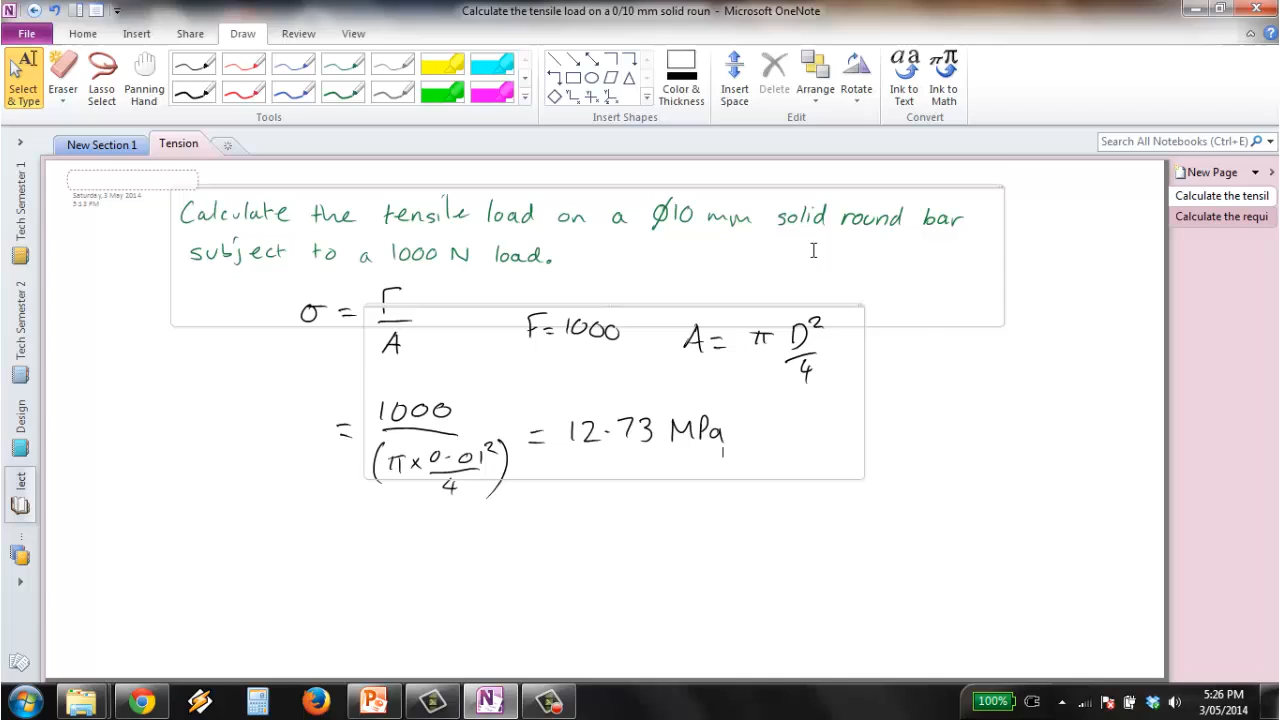 Calculate the tensile load on a 0/10 mm solid roun - Microsoft OneNote
File Home Insert Share Draw Review View
Select & Type
Eraser
Lasso Select
Panning Hand
Color & Thickness
Insert Space
Delete
Arrange
Rotate
Ink to Text
Ink to Math
Tools
Insert Shapes
Edit
Convert
New Section 1
Tension
Search All Notebooks (Ctrl+E)
New Page
Calculate the tensil
Calculate the requi
Tech Semester 1
Tech Semester 2
Design
lect
Saturday, 3 May 2014
5:13 PM
Calculate the tensile load on a Ø10 mm solid round bar
subject to a 1000 N load.
σ = F/A F=1000 A= π D²/4
= 1000/(π × 0.01²/4) = 12.73 MPa
100%
5:26 PM
3/05/2014